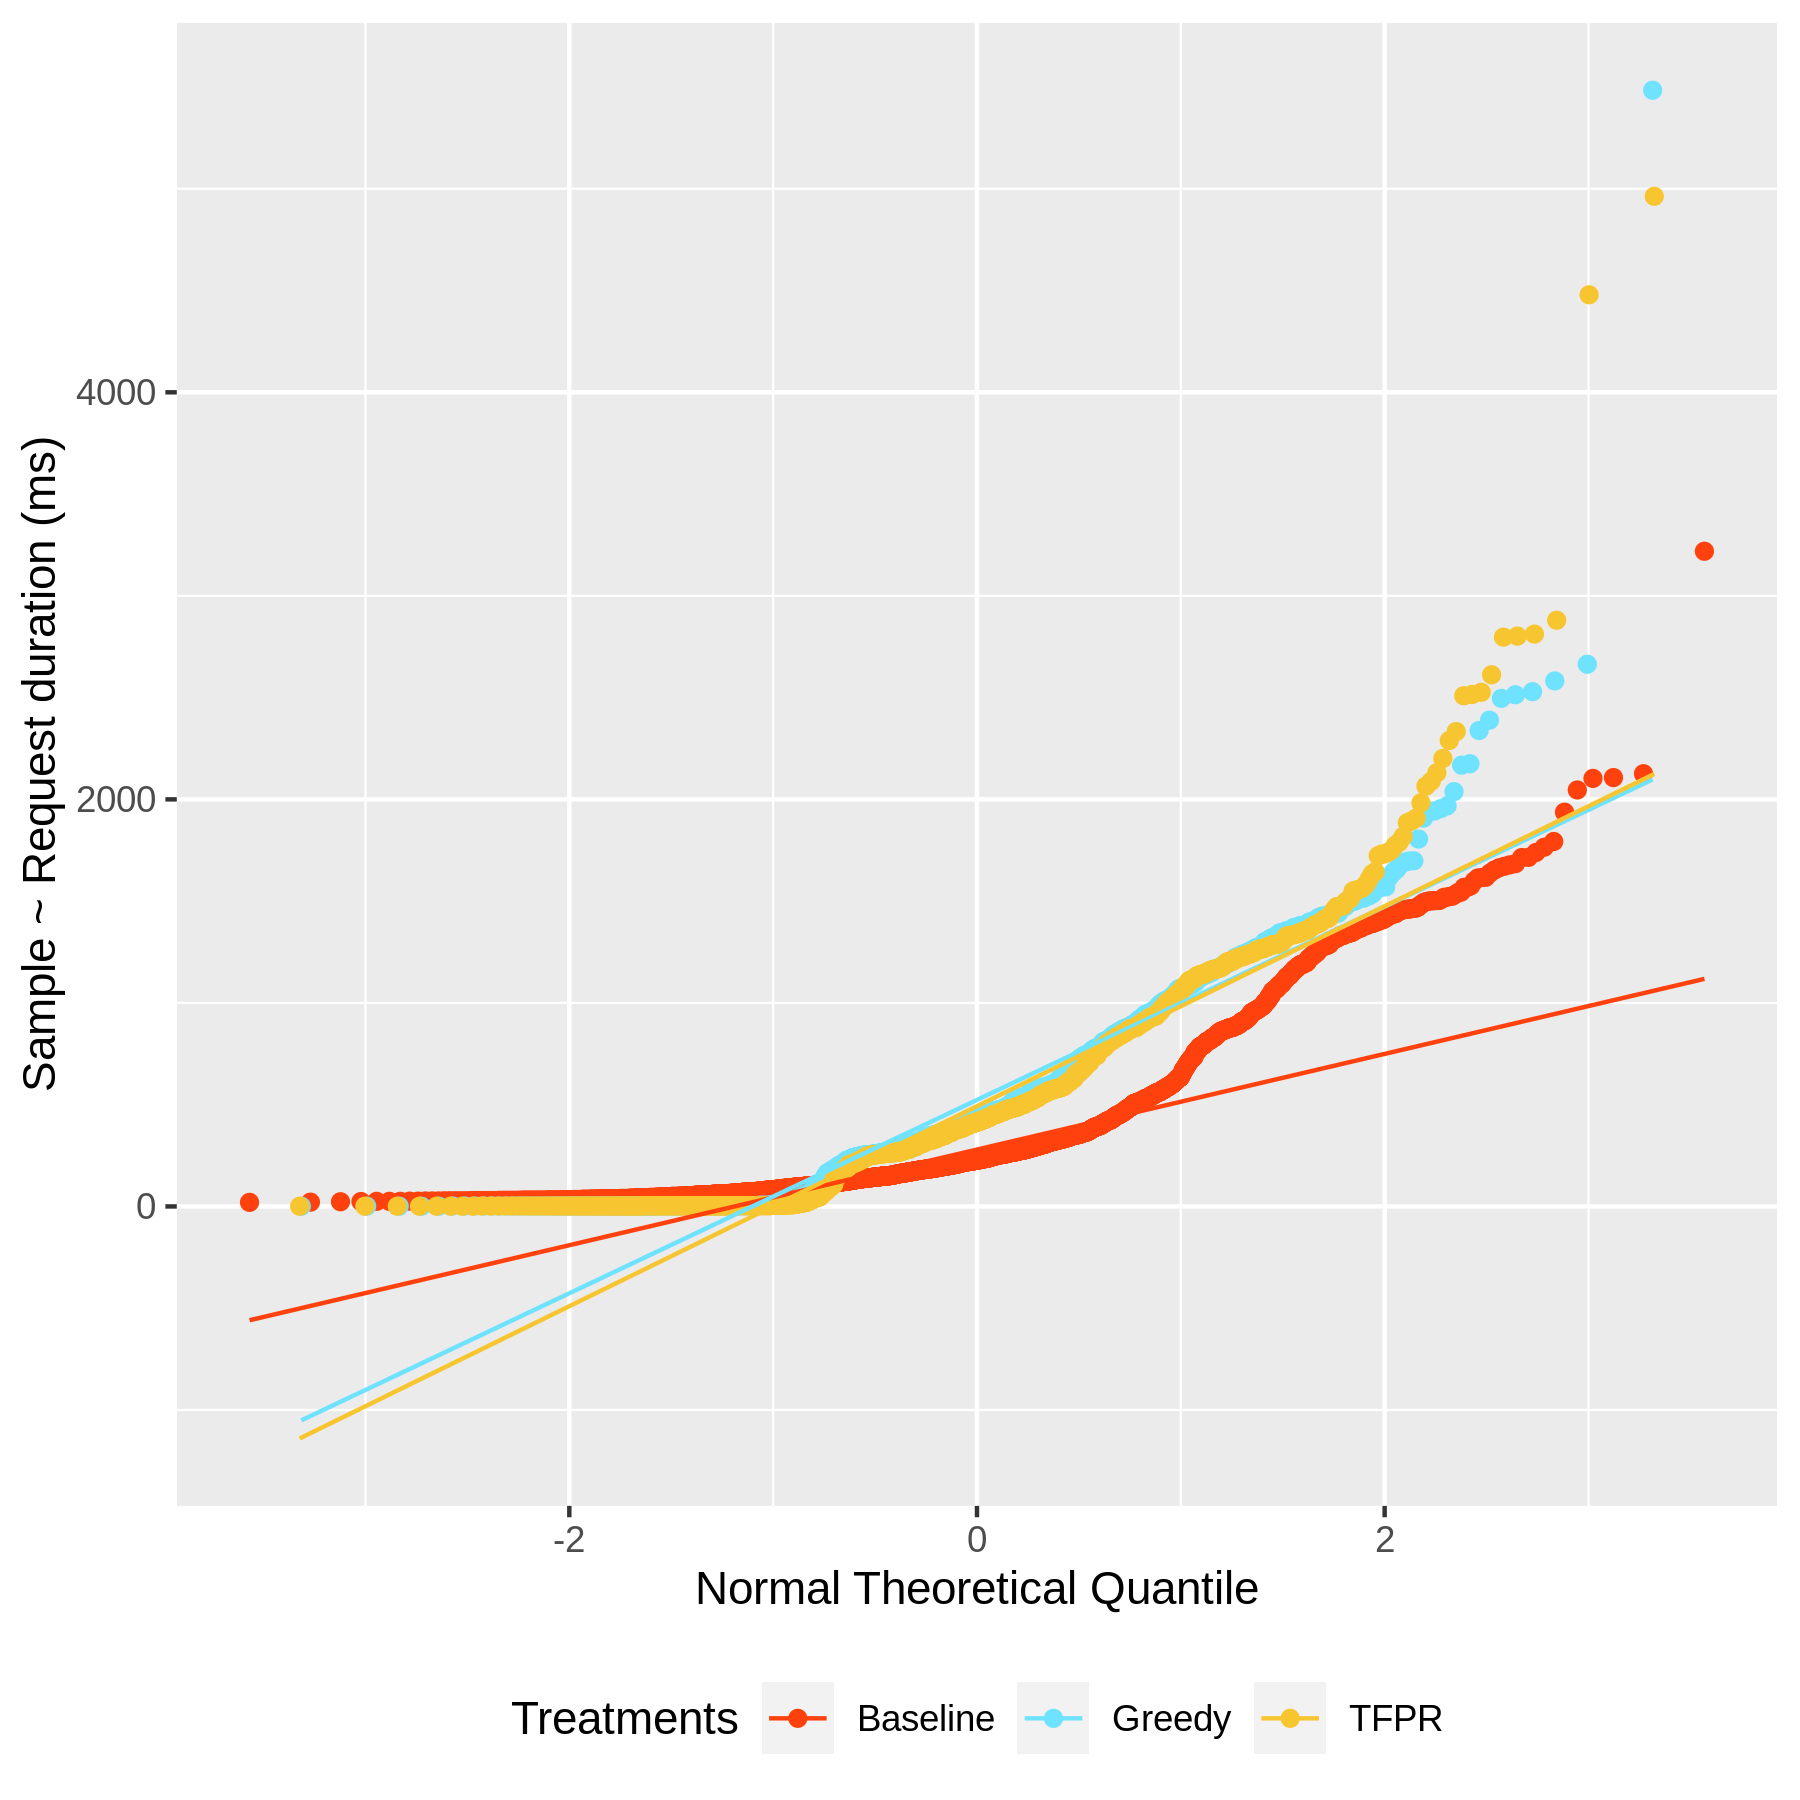 Sample ~ Request duration (ms)
4000
2000
0
-2 0 2
Normal Theoretical Quantile
Treatments Baseline Greedy TFPR